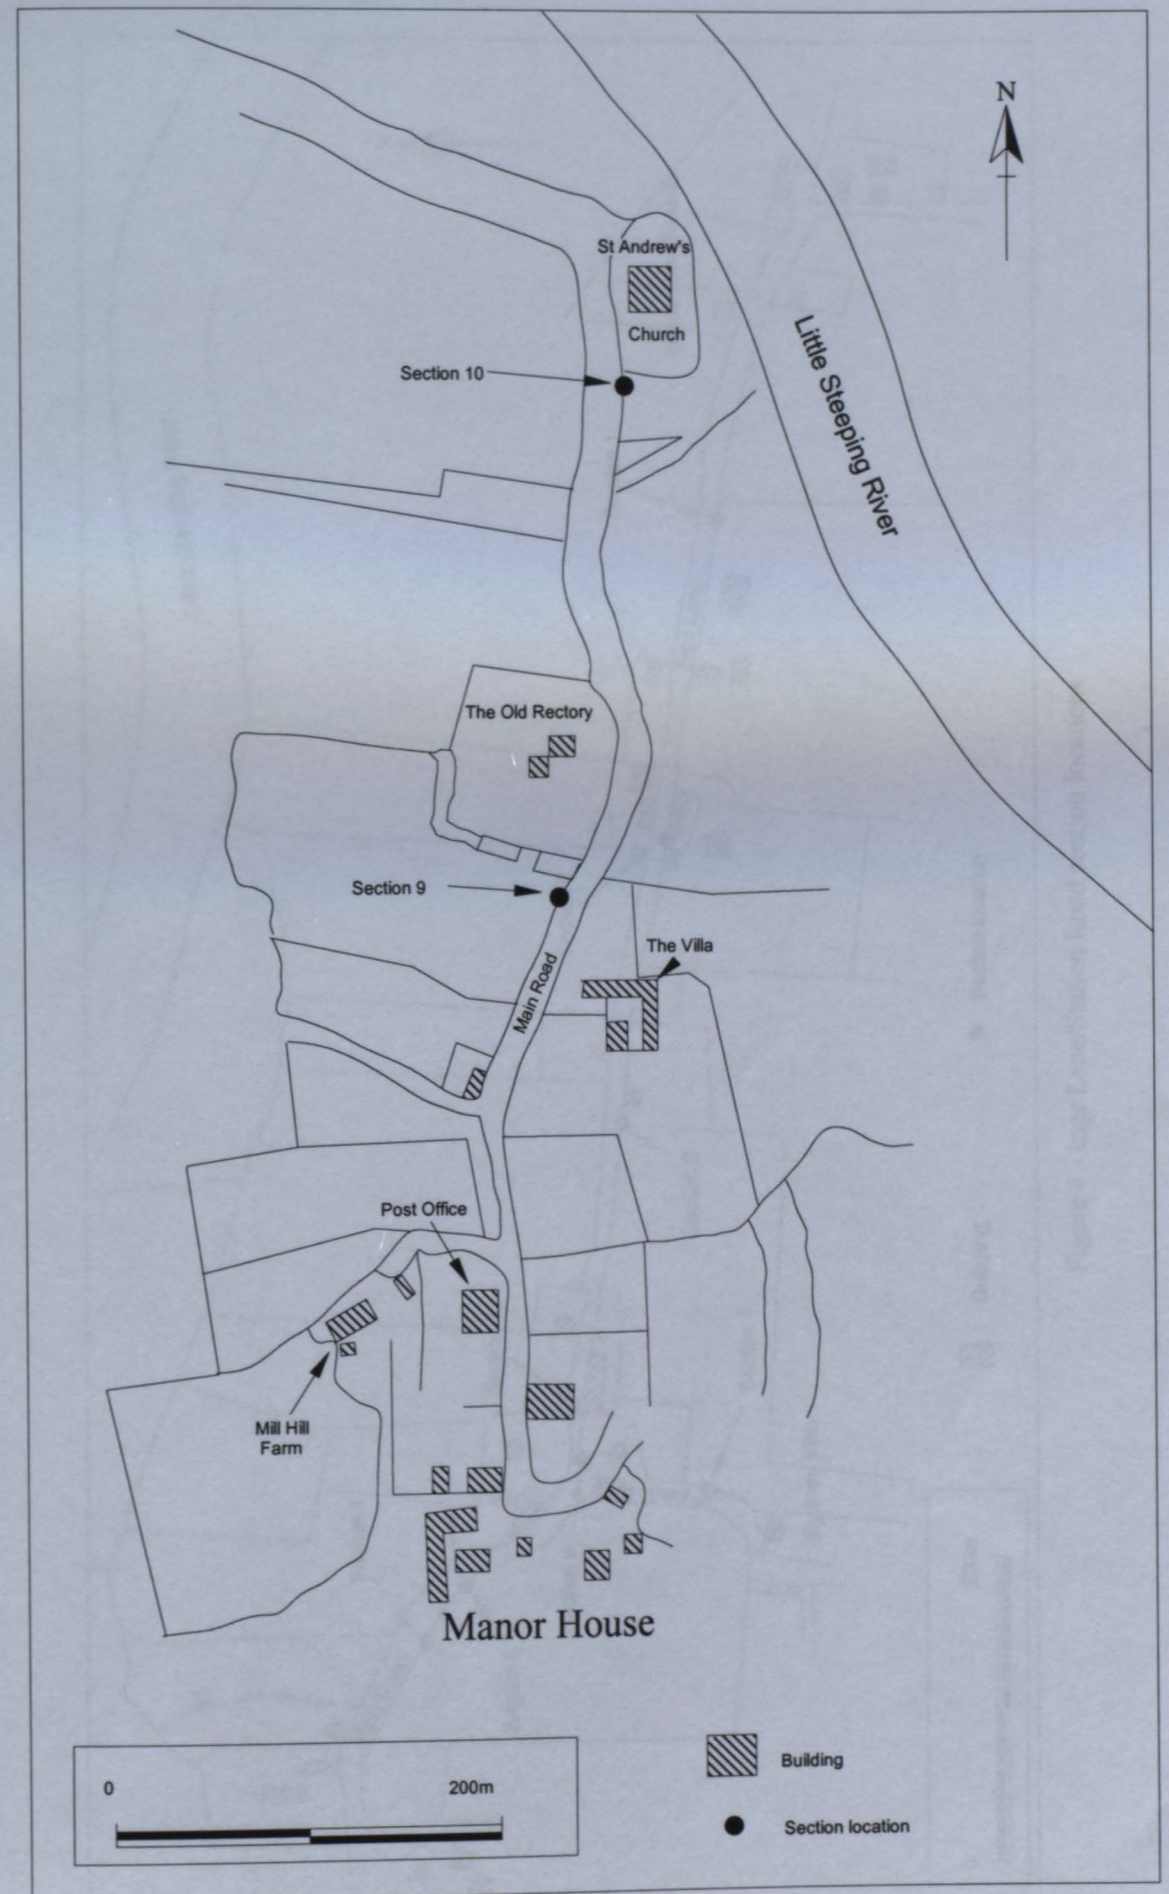 N
St Andrew's
Church
Section 10
Little Steeping River
The Old Rectory
Section 9
The Villa
Main Road
Post Office
Mill Hill
Farm
Manor House
0 200m
Building
Section location